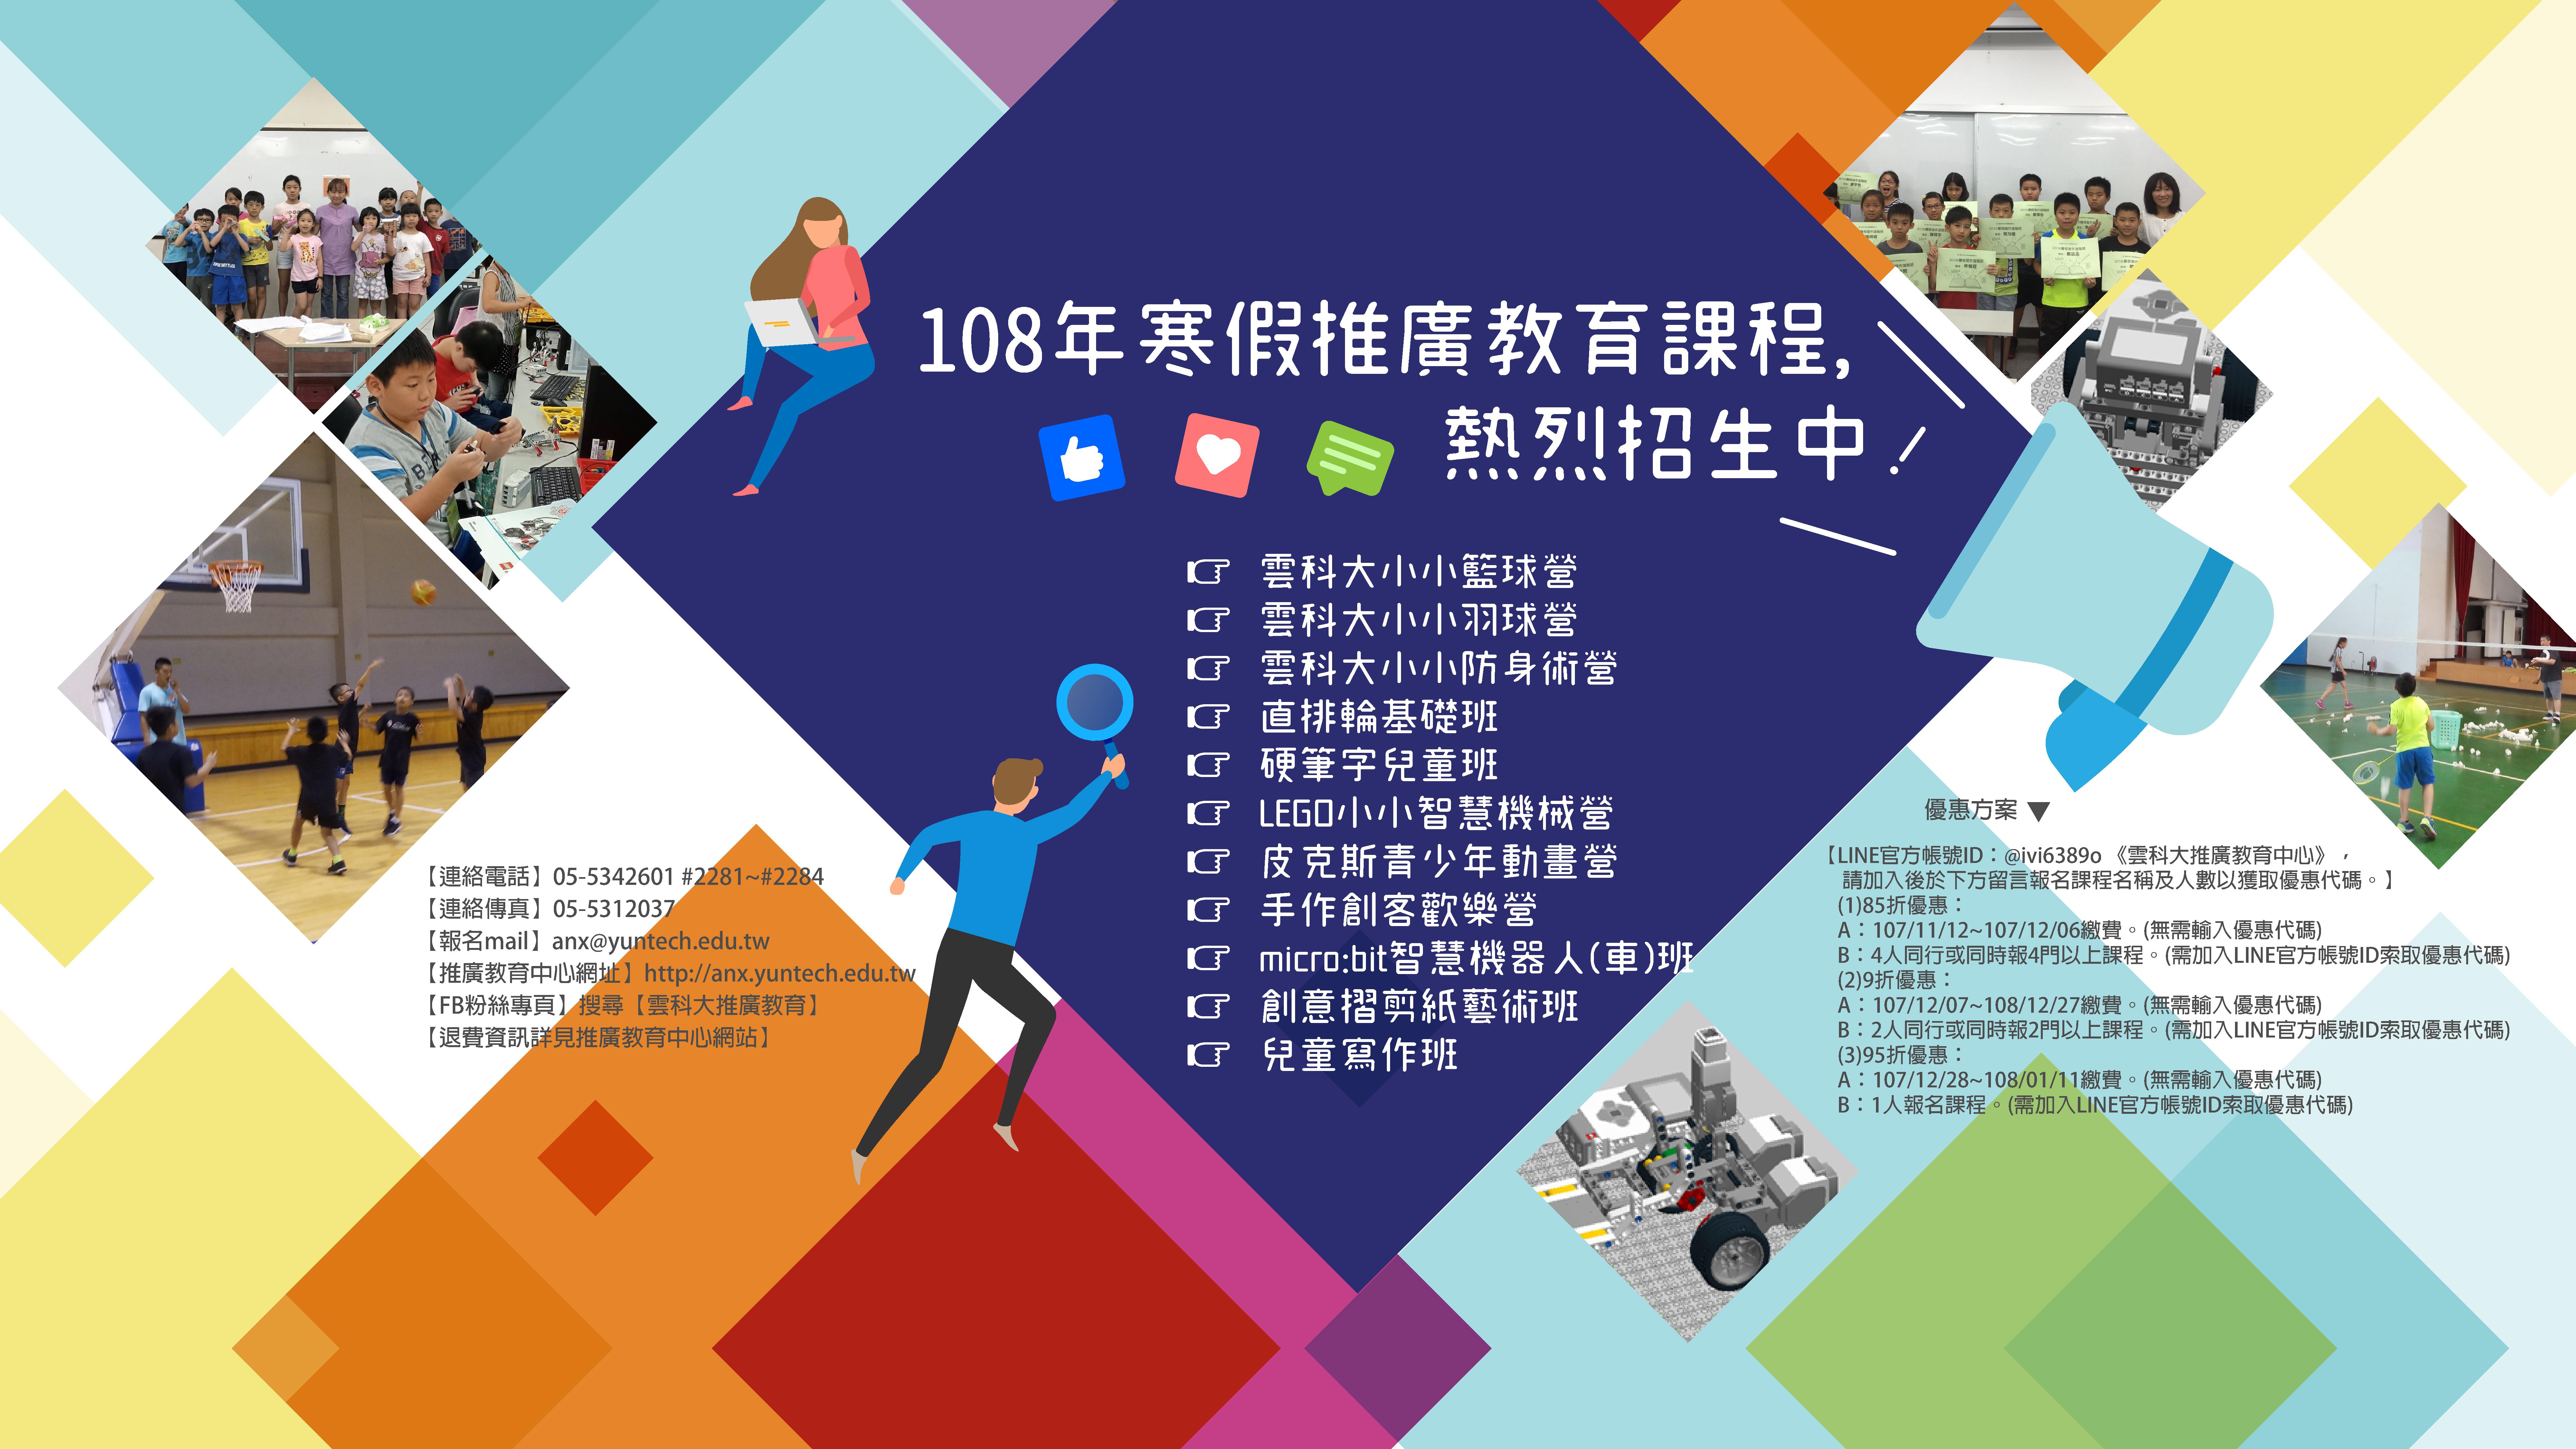 108年寒假推廣教育課程,
熱烈招生中!
雲科大小小籃球營
雲科大小小羽球營
雲科大小小防身術營
直排輪基礎班
硬筆字兒童班
LEGO小小智慧機械營
皮克斯青少年動畫營
手作創客歡樂營
micro:bit智慧機器人(車)班
創意摺剪紙藝術班
兒童寫作班
【連絡電話】05-5342601 #2281~#2284
【連絡傳真】05-5312037
【報名mail】anx@yuntech.edu.tw
【推廣教育中心網址】http://anx.yuntech.edu.tw
【FB粉絲專頁】搜尋【雲科大推廣教育】
【退費資訊詳見推廣教育中心網站】
優惠方案▼
【LINE官方帳號ID：@ivi6389o 《雲科大推廣教育中心》，
請加入後於下方留言報名課程名稱及人數以獲取優惠代碼。】
(1)85折優惠：
A：107/11/12~107/12/06繳費。(無需輸入優惠代碼)
B：4人同行或同時報4門以上課程。(需加入LINE官方帳號ID索取優惠代碼)
(2)9折優惠：
A：107/12/07~108/12/27繳費。(無需輸入優惠代碼)
B：2人同行或同時報2門以上課程。(需加入LINE官方帳號ID索取優惠代碼)
(3)95折優惠：
A：107/12/28~108/01/11繳費。(無需輸入優惠代碼)
B：1人報名課程。(需加入LINE官方帳號ID索取優惠代碼)